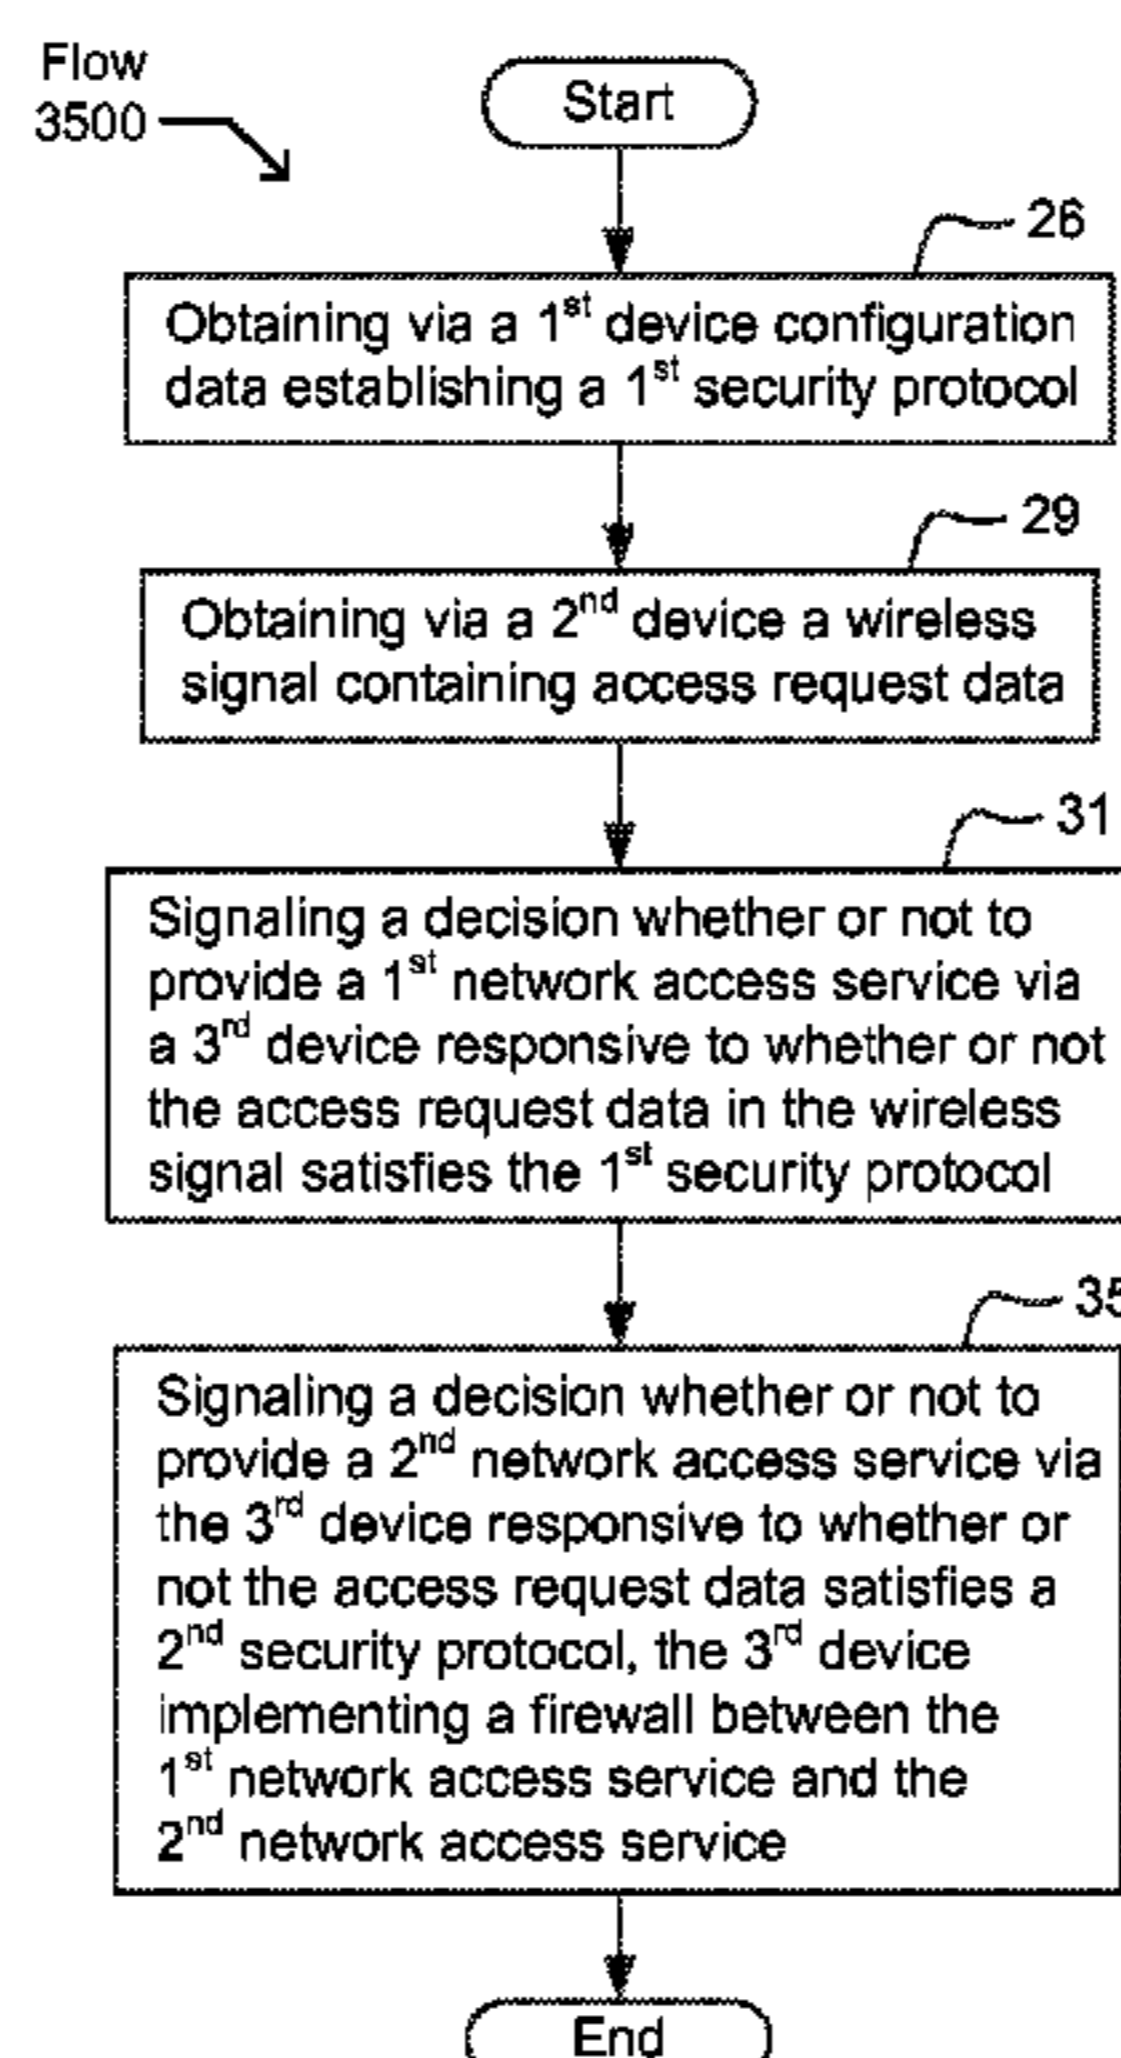 Flow
3500
Start
26
Obtaining via a 1st device configuration
data establishing a 1st security protocol
29
Obtaining via a 2nd device a wireless
signal containing access request data
31
Signaling a decision whether or not to
provide a 1st network access service via
a 3rd device responsive to whether or not
the access request data in the wireless
signal satisfies the 1st security protocol
35
Signaling a decision whether or not to
provide a 2nd network access service via
the 3rd device responsive to whether or
not the access request data satisfies a
2nd security protocol, the 3rd device
implementing a firewall between the
1st network access service and the
2nd network access service
End